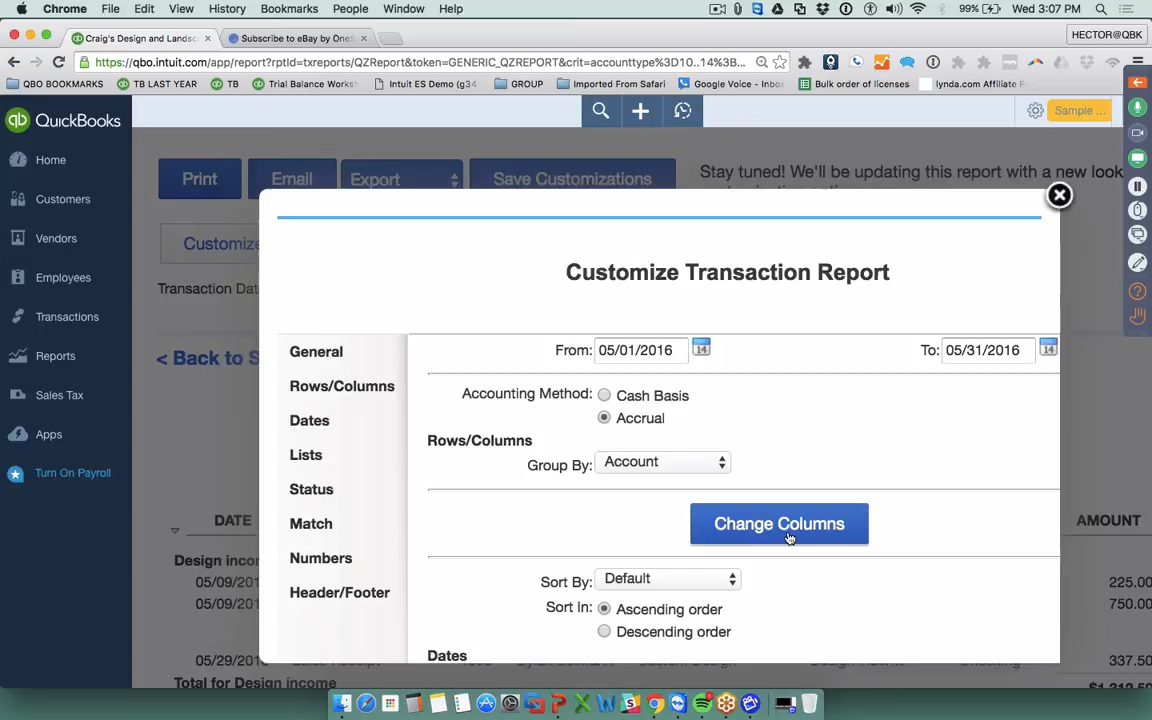 Chrome File Edit View History Bookmarks People Window Help 99% Wed 3:07 PM
Craig's Design and Landsc × Subscribe to eBay by One × HECTOR@QBK
https://qbo.intuit.com/app/report?rptId=txreports/QZReport&token=GENERIC_QZREPORT&crit=accounttype%3D10..14%3B...
QBO BOOKMARKS TB LAST YEAR TB Trial Balance Works Intuit ES Demo (g34 GROUP Imported From Safari Google Voice - Inbox Bulk order of licenses lynda.com Affiliate P
qb QuickBooks
Sample ...
Home
Customers
Vendors
Employees
Transactions
Reports
Sales Tax
Apps
Turn On Payroll
Print Email Export Save Customizations
Stay tuned! We'll be updating this report with a new look
Customize
Transaction Dat
< Back to S
Customize Transaction Report
General
Rows/Columns
Dates
Lists
Status
Match
Numbers
Header/Footer
From: 05/01/2016 14 To: 05/31/2016 14
Accounting Method: Cash Basis
Accrual
Rows/Columns
Group By: Account
Change Columns
Sort By: Default
Sort In: Ascending order
Descending order
Dates
DATE AMOUNT
Design inco
05/09/20 225.00
05/09/20 750.00
05/29/20 337.50
Total for Design income